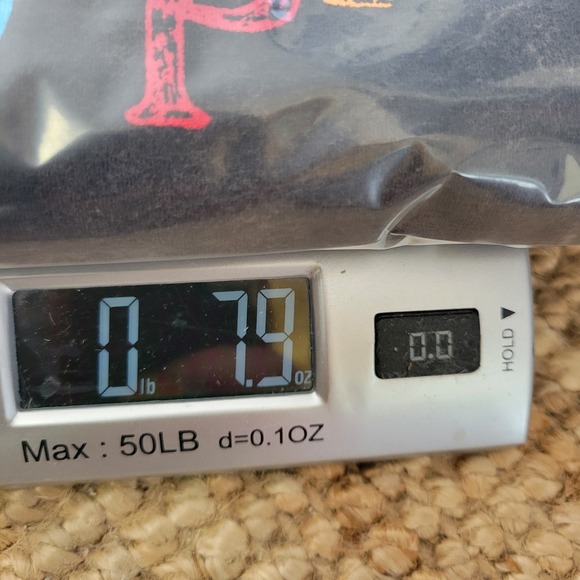 P
0 lb 7.9 oz
0.0
HOLD ▼
Max : 50LB d=0.1OZ